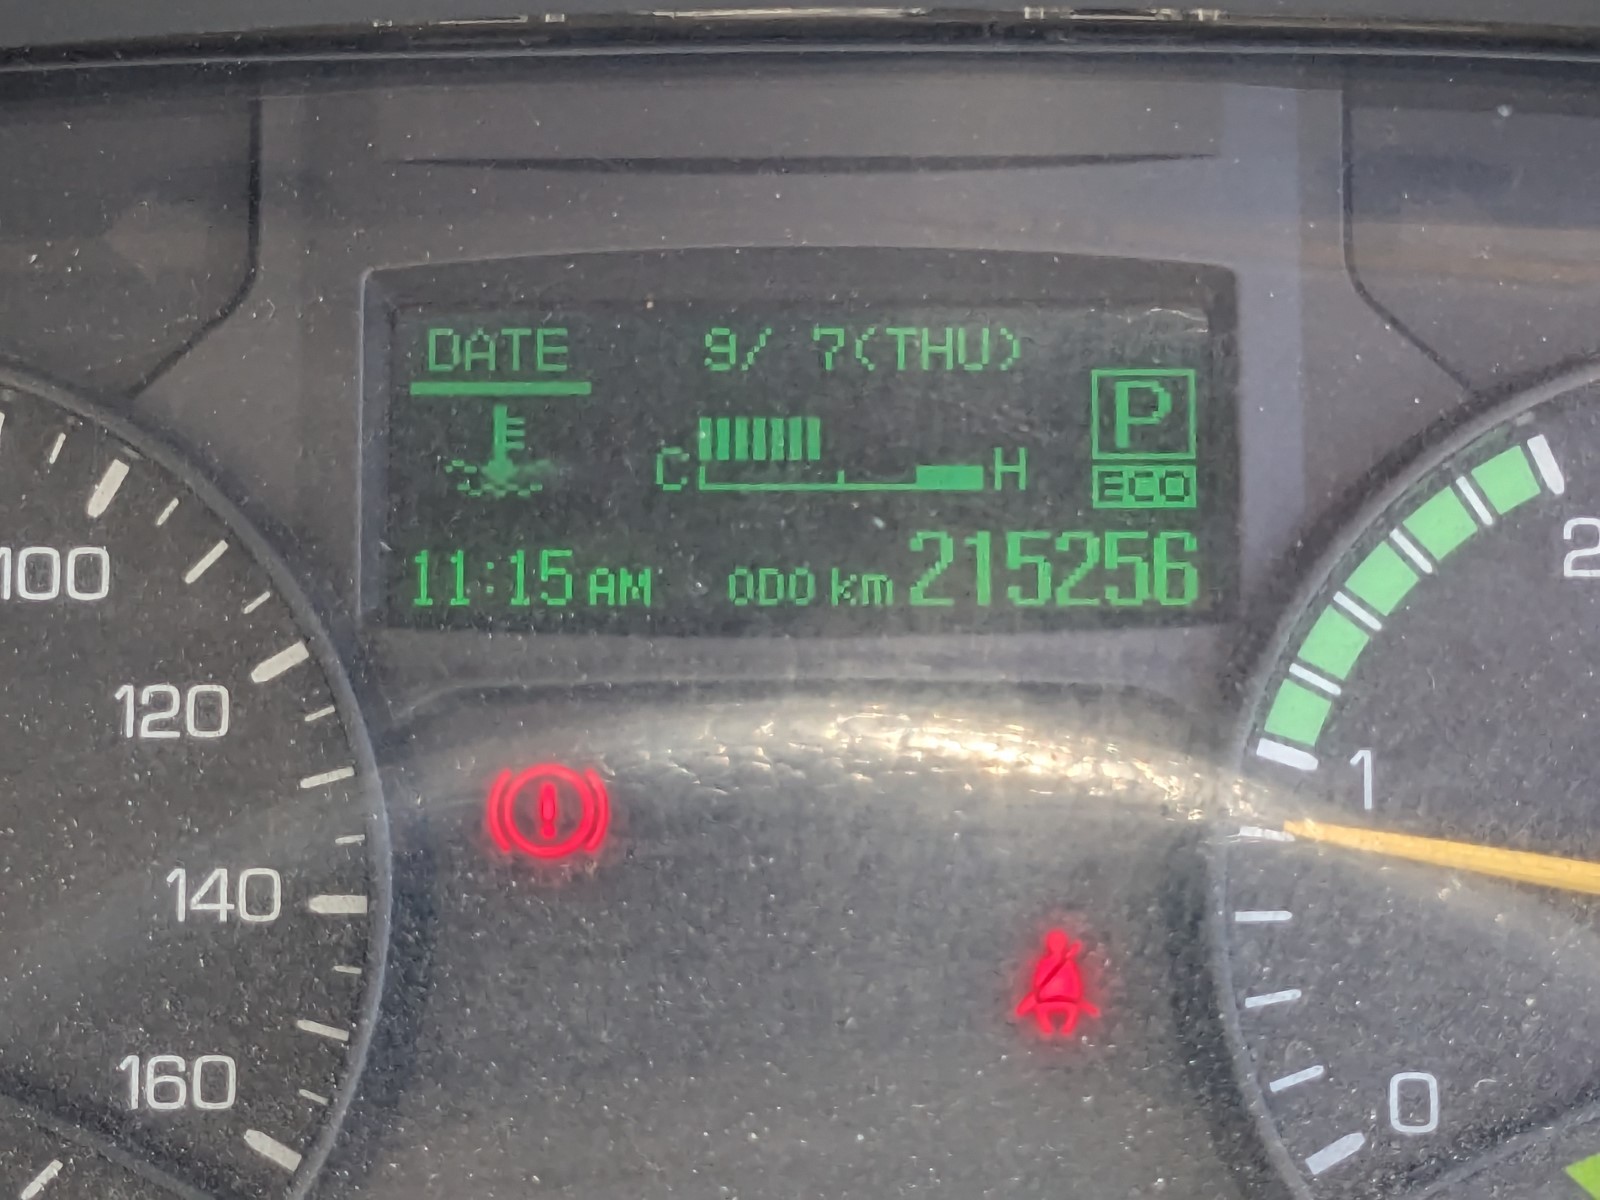 DATE 9/ 7(THU)
P
C H
ECO
11:15 AM ODO km 215256
100
120
140
160
2
1
0